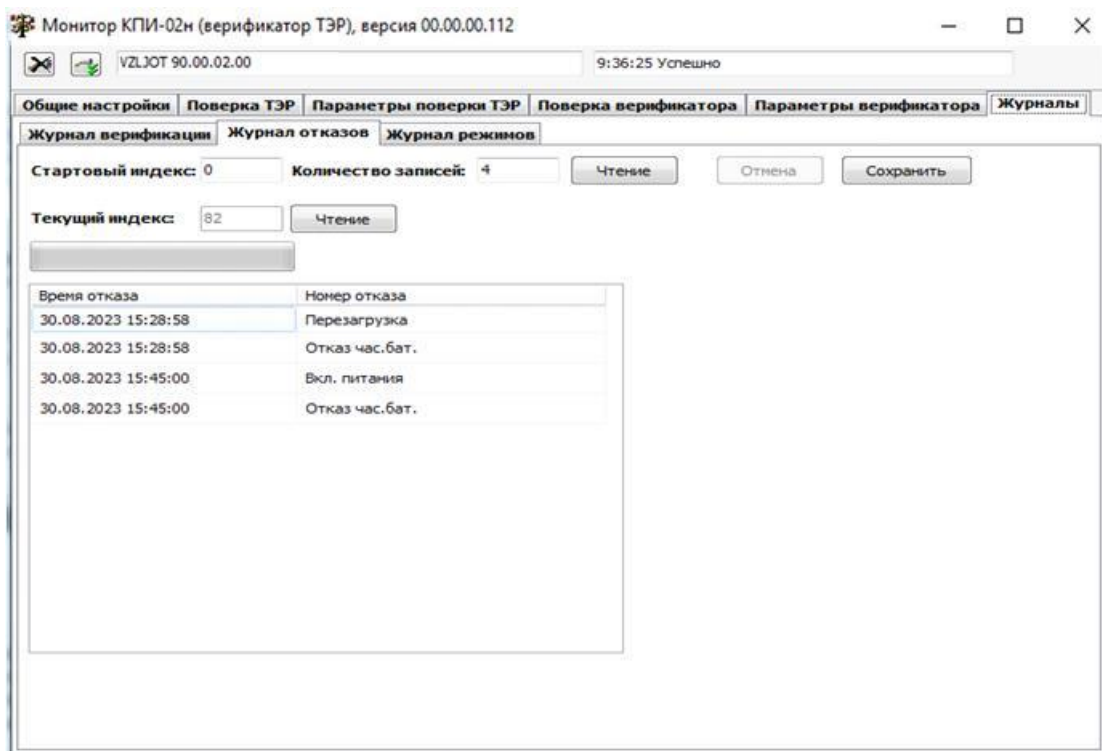 Монитор КПИ-02н (верификатор ТЭР), версия 00.00.00.112
VZLJOT 90.00.02.00 9:36:25 Успешно
Общие настройки Поверка ТЭР Параметры поверки ТЭР Поверка верификатора Параметры верификатора Журналы
Журнал верификации Журнал отказов Журнал режимов
Стартовый индекс: 0 Количество записей: 4 Чтение Отмена Сохранить
Текущий индекс: 82 Чтение
Время отказа Номер отказа
30.08.2023 15:28:58 Перезагрузка
30.08.2023 15:28:58 Отказ час.бат.
30.08.2023 15:45:00 Вкл. питания
30.08.2023 15:45:00 Отказ час.бат.